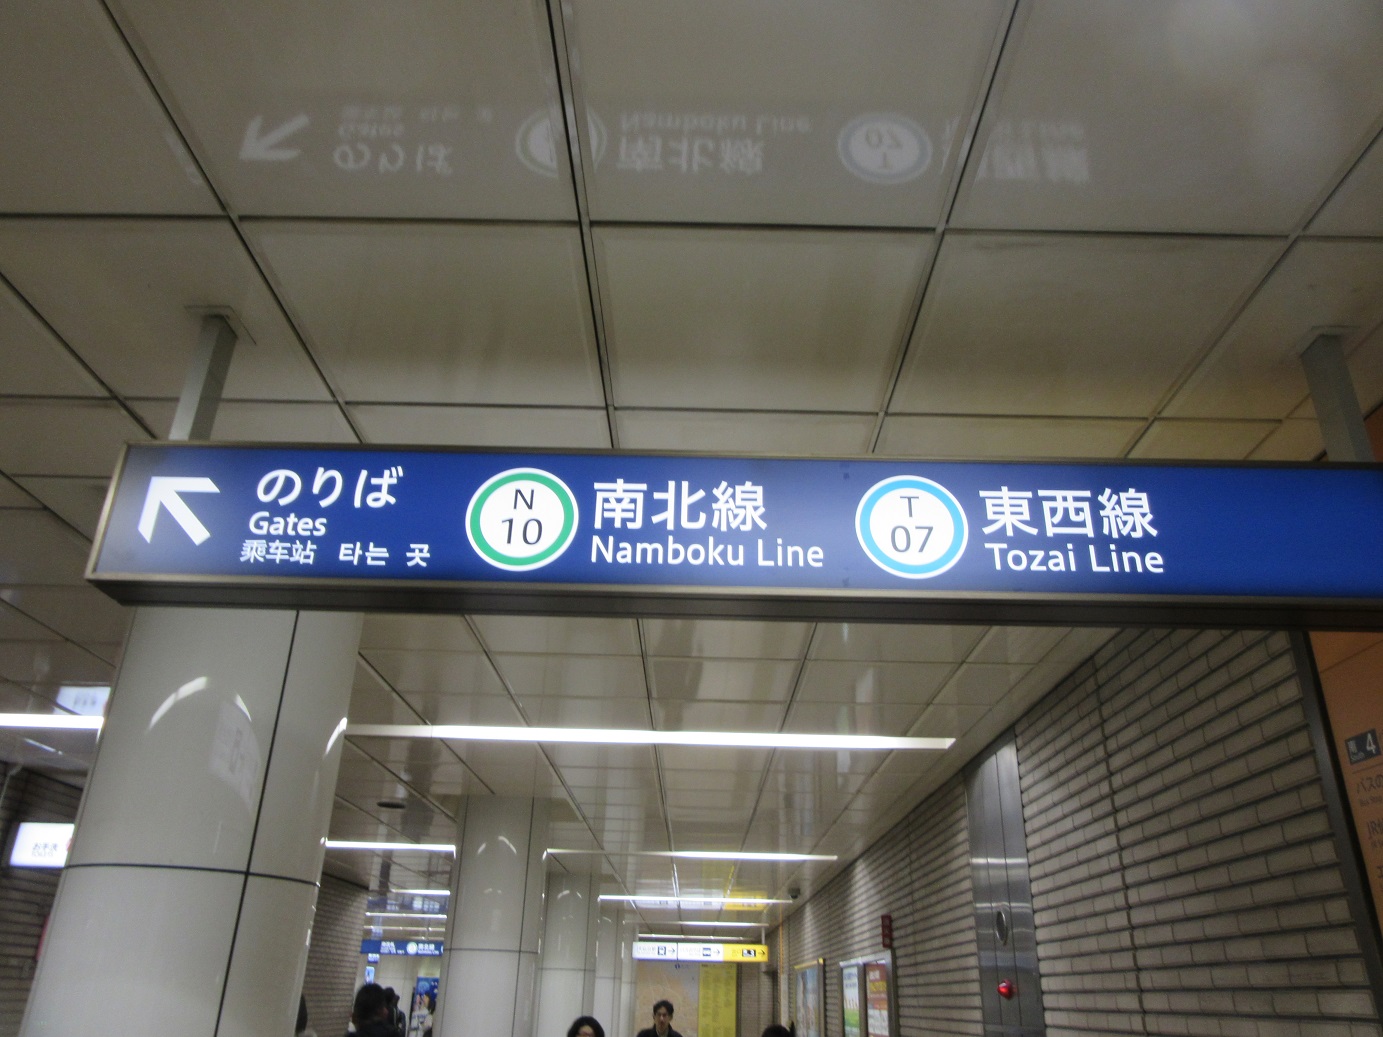 のりば
Gates
乘车站 타는 곳
N
10
南北線
Namboku Line
T
07
東西線
Tozai Line
4